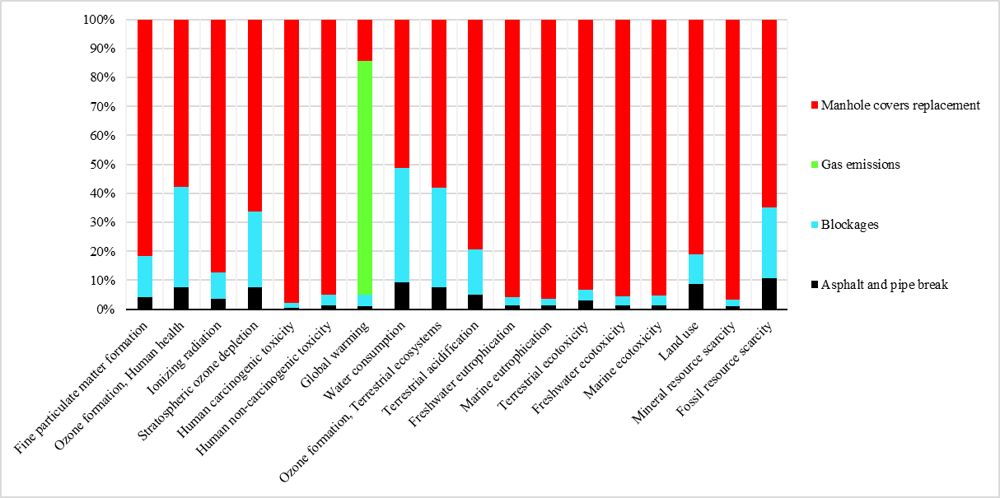 100%
90%
80%
70%
60%
50%
40%
30%
20%
10%
0%
Fine particulate matter formation
Ozone formation, Human health
Ionizing radiation
Stratospheric ozone depletion
Human carcinogenic toxicity
Human non-carcinogenic toxicity
Global warming
Water consumption
Ozone formation, Terrestrial ecosystems
Terrestrial acidification
Freshwater eutrophication
Marine eutrophication
Terrestrial ecotoxicity
Freshwater ecotoxicity
Marine ecotoxicity
Land use
Mineral resource scarcity
Fossil resource scarcity
Manhole covers replacement
Gas emissions
Blockages
Asphalt and pipe break